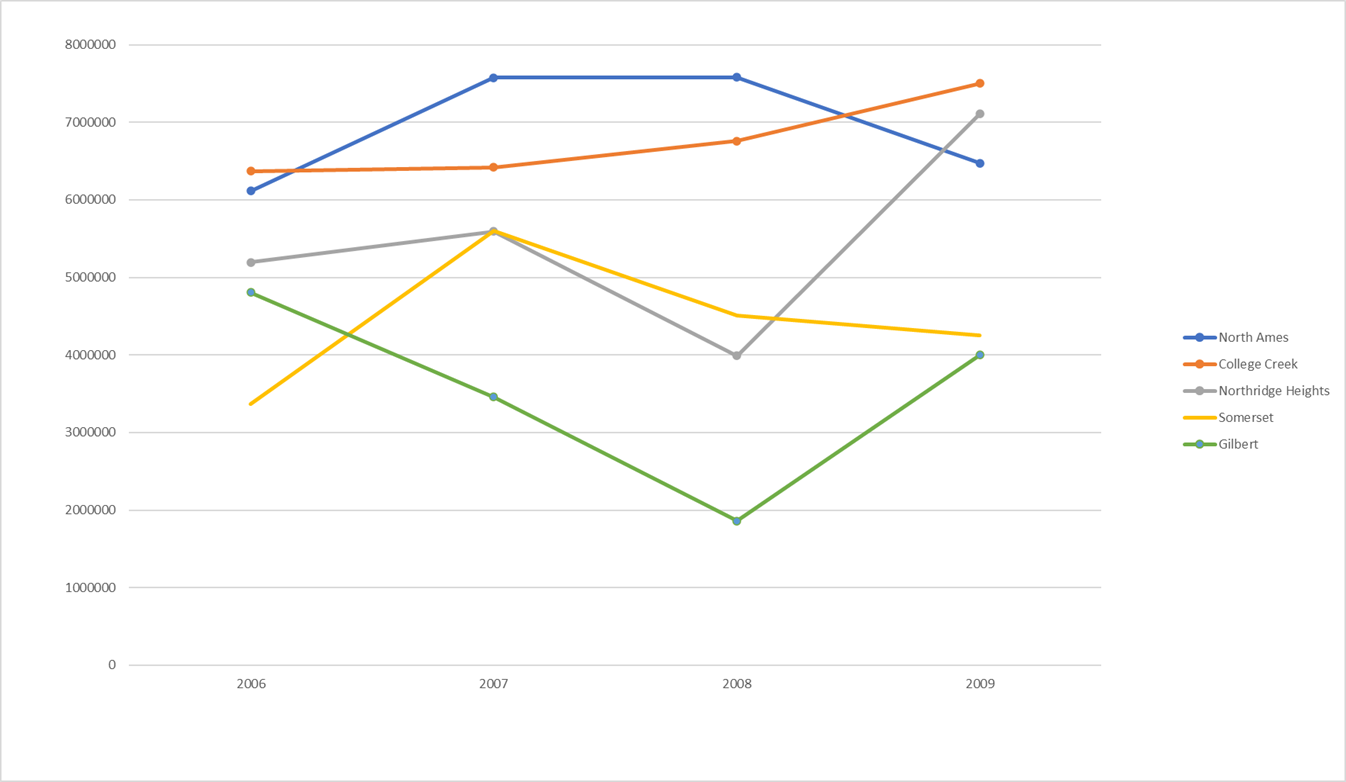 8000000
7000000
6000000
5000000
4000000
3000000
2000000
1000000
0
2006 2007 2008 2009
North Ames
College Creek
Northridge Heights
Somerset
Gilbert